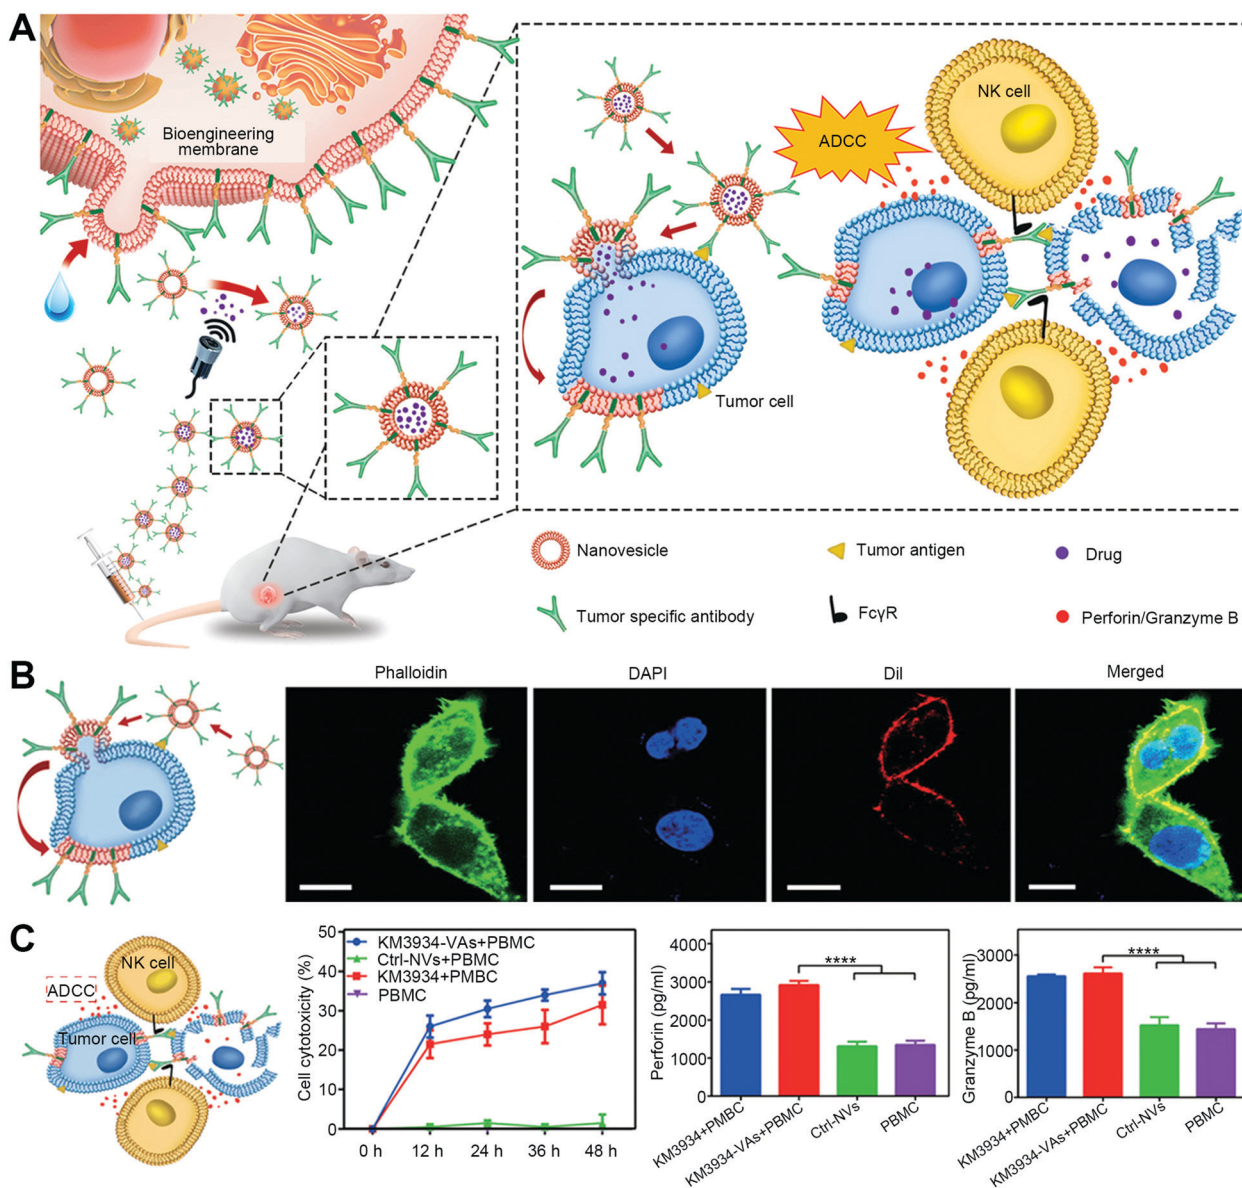 A
Bioengineering
membrane
ADCC
NK cell
Tumor cell
Nanovesicle
Tumor antigen
Drug
Tumor specific antibody
FcγR
Perforin/Granzyme B
B
Phalloidin
DAPI
Dil
Merged
C
NK cell
ADCC
Tumor cell
Cell cytotoxicity (%)
50
40
30
20
10
0
KM3934-VAs+PBMC
Ctrl-NVs+PBMC
KM3934+PMBC
PBMC
0 h
12 h
24 h
36 h
48 h
Perforin (pg/ml)
4000
3000
2000
1000
0
****
KM3934+PMBC
KM3934-VAs+PBMC
Ctrl-NVs
PBMC
Granzyme B (pg/ml)
3000
2000
1000
0
****
KM3934+PMBC
KM3934-VAs+PBMC
Ctrl-NVs
PBMC